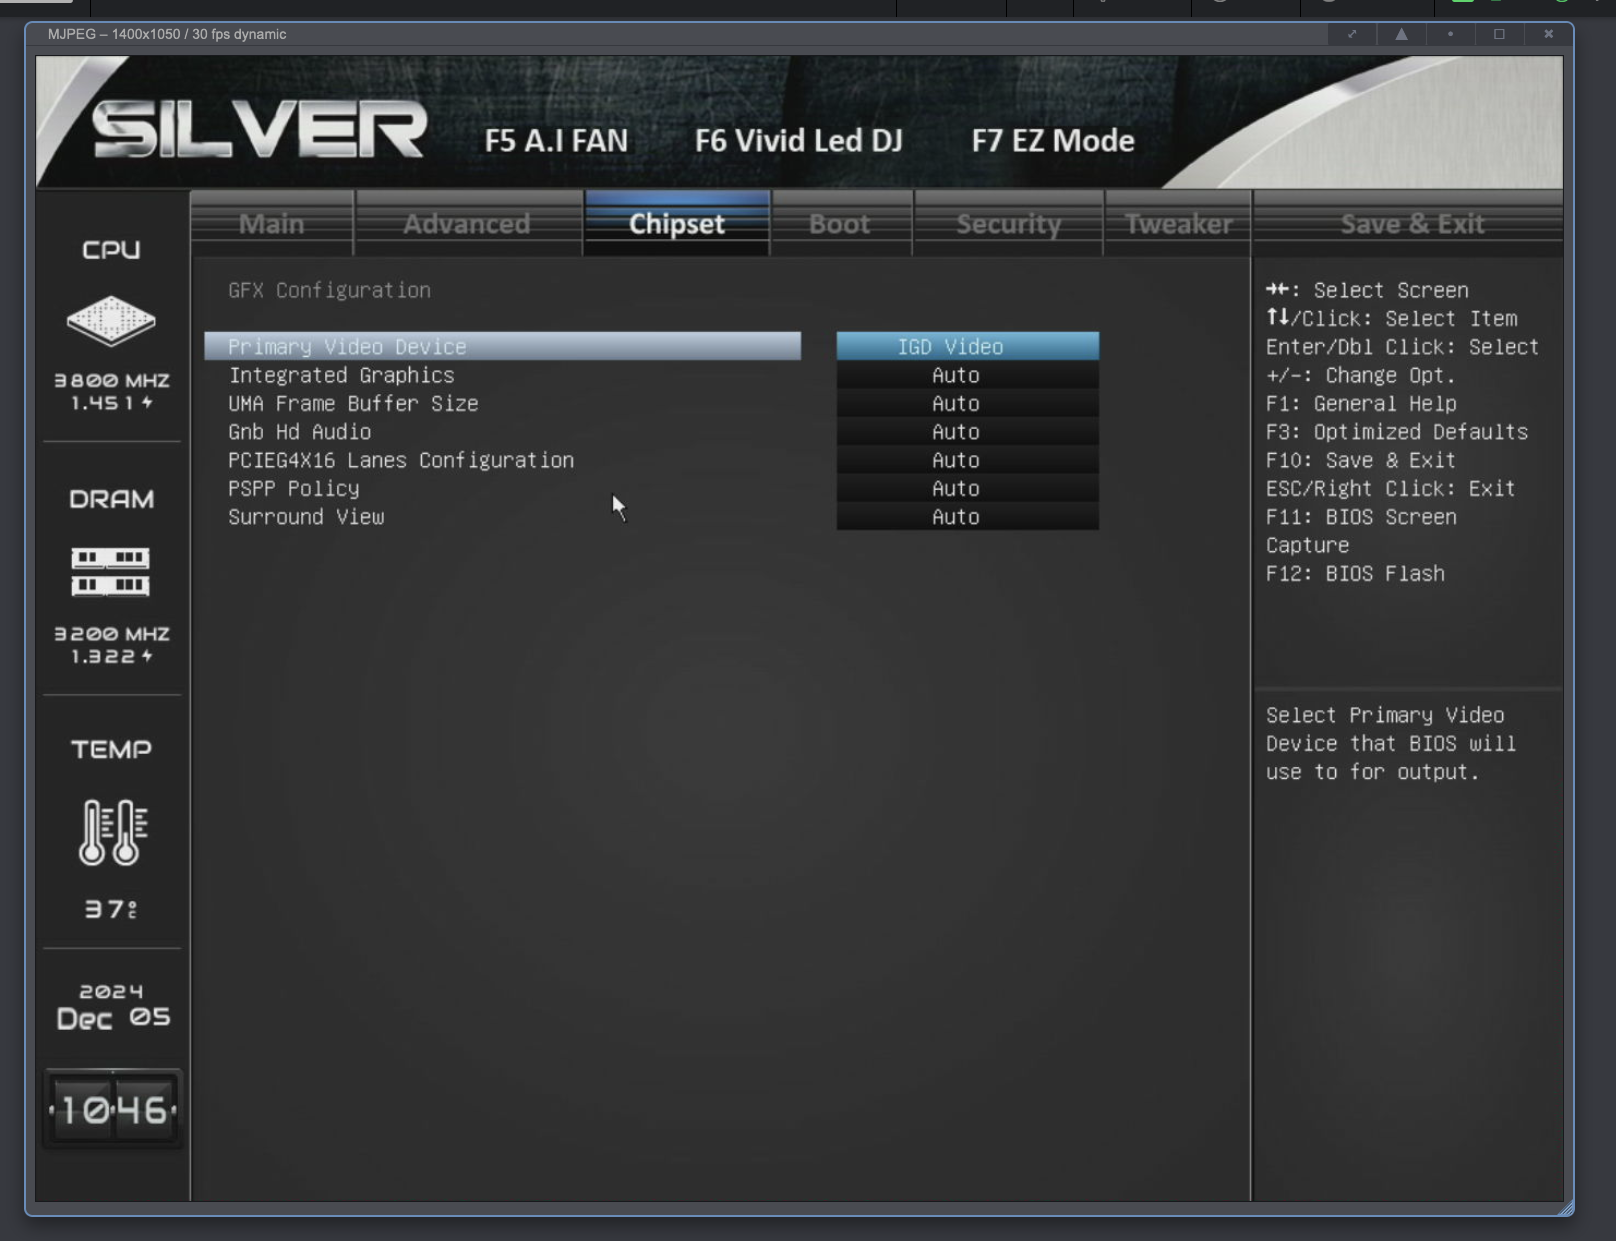 MJPEG – 1400x1050 / 30 fps dynamic
SILVER
F5 A.I FAN
F6 Vivid Led DJ
F7 EZ Mode
Main
Advanced
Chipset
Boot
Security
Tweaker
Save & Exit
CPU
3800 MHZ
1.451
DRAM
3200 MHZ
1.322
TEMP
37°C
2024
Dec 05
10:46
GFX Configuration
Primary Video Device IGD Video
Integrated Graphics Auto
UMA Frame Buffer Size Auto
Gnb Hd Audio Auto
PCIEG4X16 Lanes Configuration Auto
PSPP Policy Auto
Surround View Auto
→←: Select Screen
↑↓/Click: Select Item
Enter/Dbl Click: Select
+/-: Change Opt.
F1: General Help
F3: Optimized Defaults
F10: Save & Exit
ESC/Right Click: Exit
F11: BIOS Screen
Capture
F12: BIOS Flash
Select Primary Video
Device that BIOS will
use to for output.